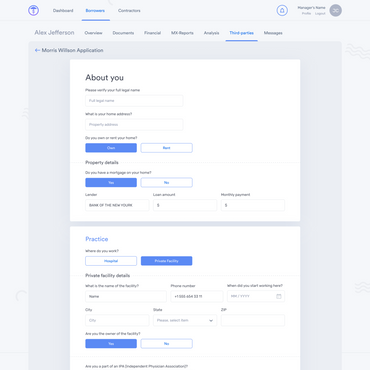 Dashboard Borrowers Contractors Manager's Name
Profile Logout
Alex Jefferson Overview Documents Financial MX Reports Analysis Third parties Messages
← Morris Willson Application
About you
Please verify your full legal name
Full legal name
What is your home address?
Property address
Do you own or rent your home?
Own Rent
Property details
Do you have a mortgage on your home?
Yes No
Lender Loan amount Monthly payment
BANK OF THE NEW YOURK $ $
Practice
Where do you work?
Hospital Private Facility
Private facility details
What is the name of the facility? Phone number When did you start working here?
Name +1 555 654 55 11 MM / YYYY
City State ZIP
City Please, select item
Are you the owner of the facility?
Yes No
Are you a part of an IPA (Independent Physician Association)?